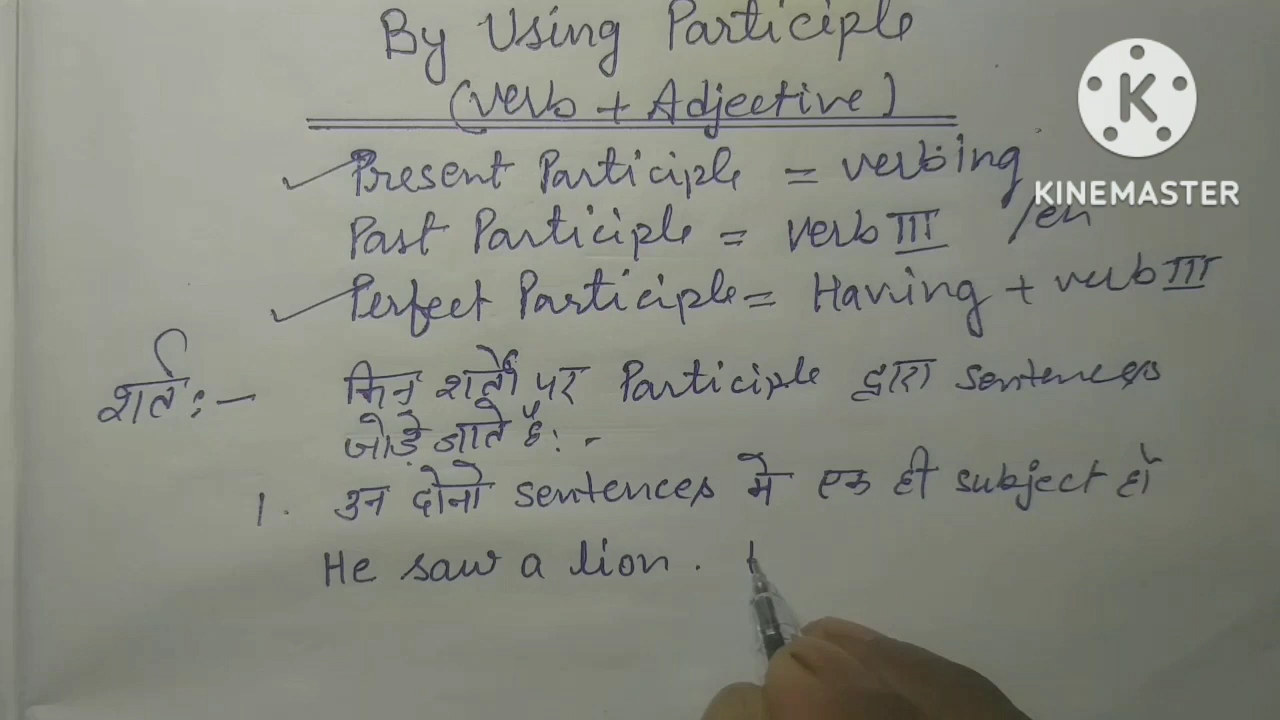 By Using Participle
(verb + Adjective)
Present Participle = verbing
Past Participle = verb III /en
Perfect Participle = Having + verb III
शर्त :- किन शर्तों पर Participle द्वारा sentences
जोड़े जाते है :-
1. उन दोनो sentences मे एक ही subject हों
He saw a lion.
K
KINEMASTER